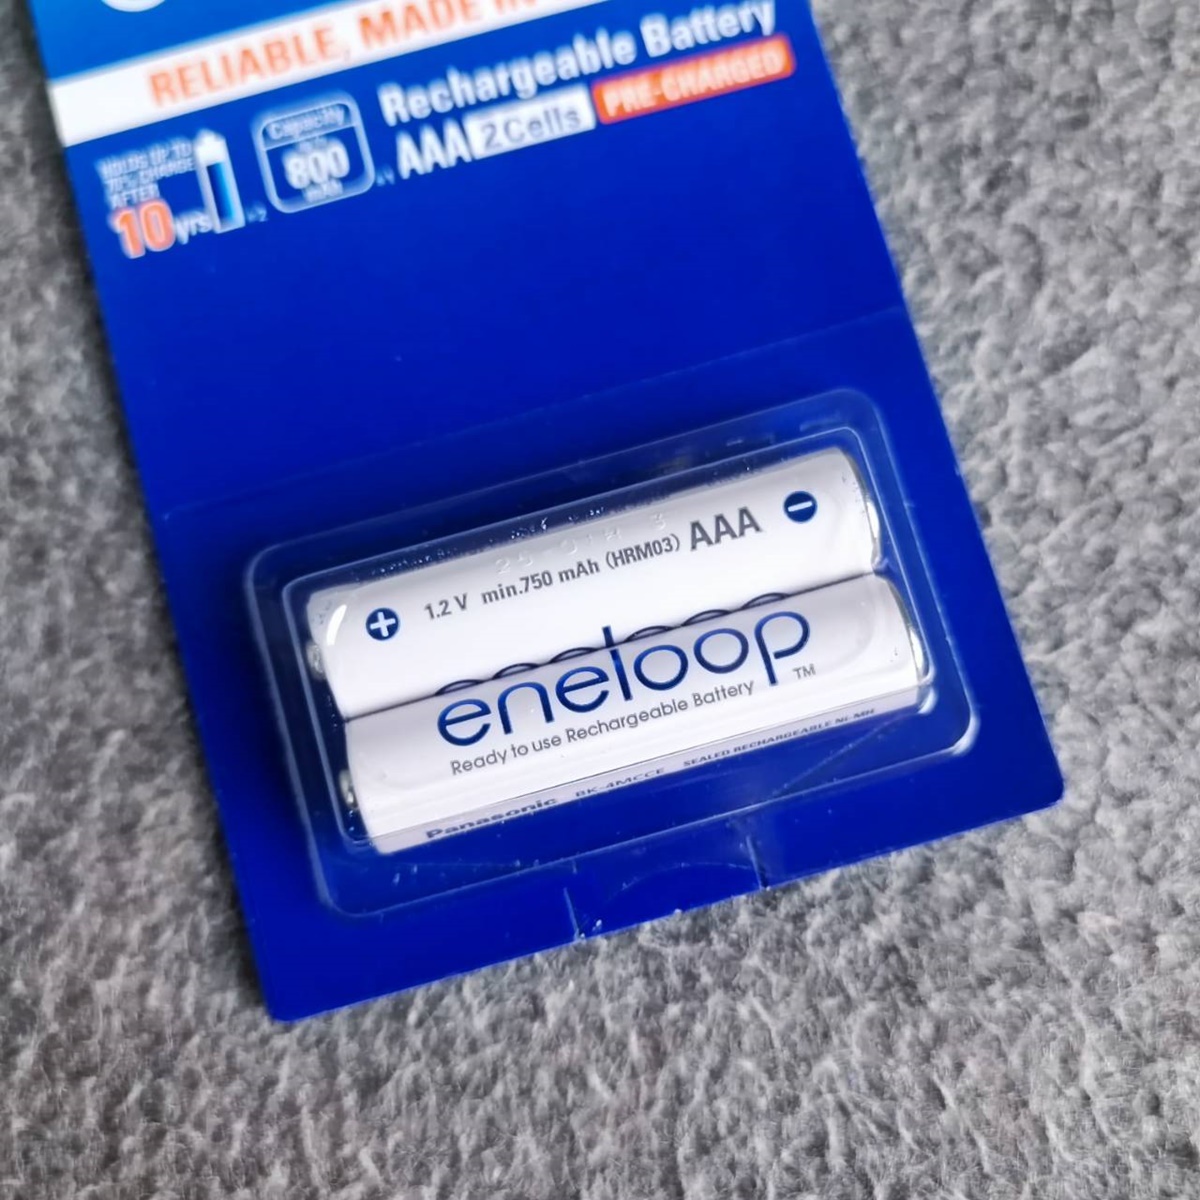 RELIABLE, MADE IN
Rechargeable Battery
AAA 2Cells PRE-CHARGED
HOLDS UP TO
70% CHARGE
AFTER
10yrs
Capacity
800
mAh
1.2 V min.750 mAh (HRM03) AAA
eneloop TM
Ready to use Rechargeable Battery
Panasonic BK-4MCCE SEALED RECHARGEABLE Ni-MH